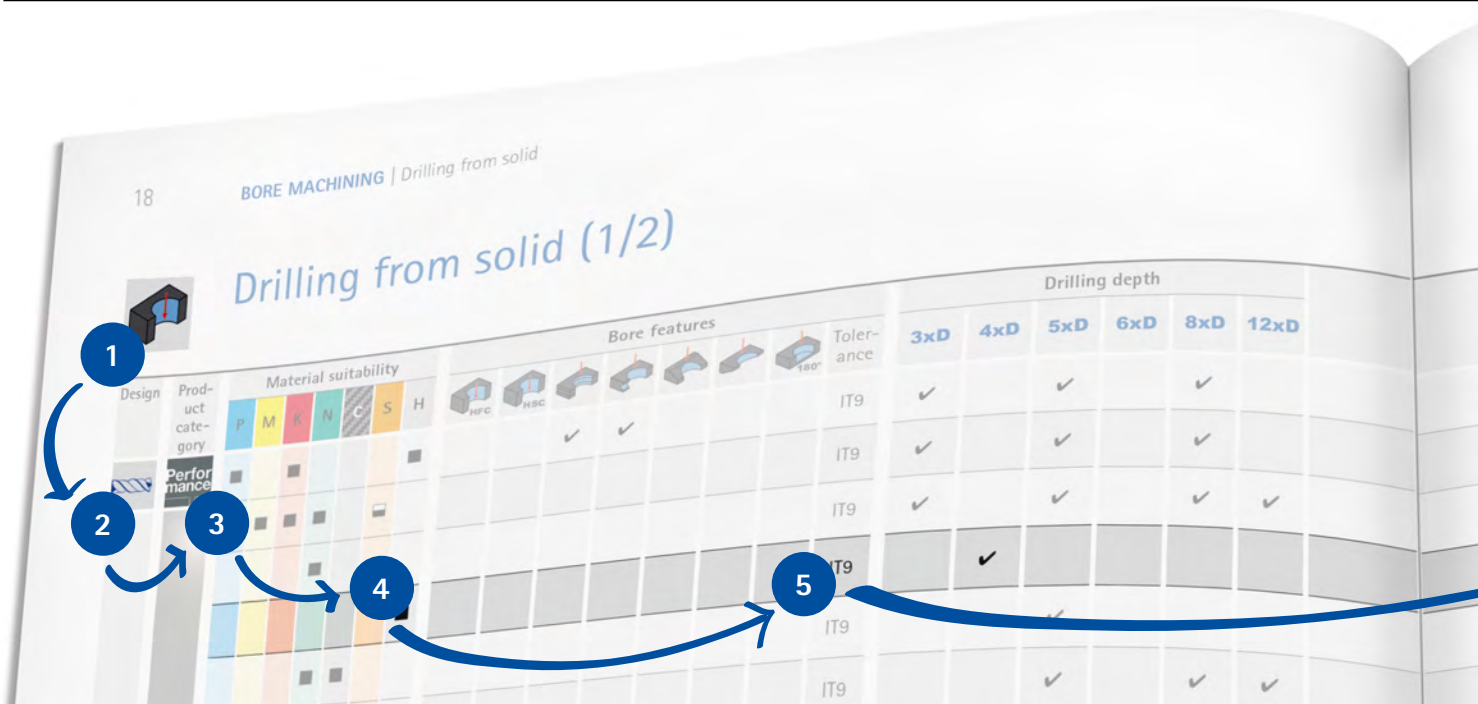 18
BORE MACHINING | Drilling from solid
Drilling from solid (1/2)
Drilling depth
Bore features
Toler-
ance
3xD 4xD 5xD 6xD 8xD 12xD
Material suitability
Design
Prod-
uct
cate-
gory
P M K N C S H
HFC HSC 180°
IT9
IT9
Perfor
mance
IT9
IT9
IT9
IT9
1
2
3
4
5